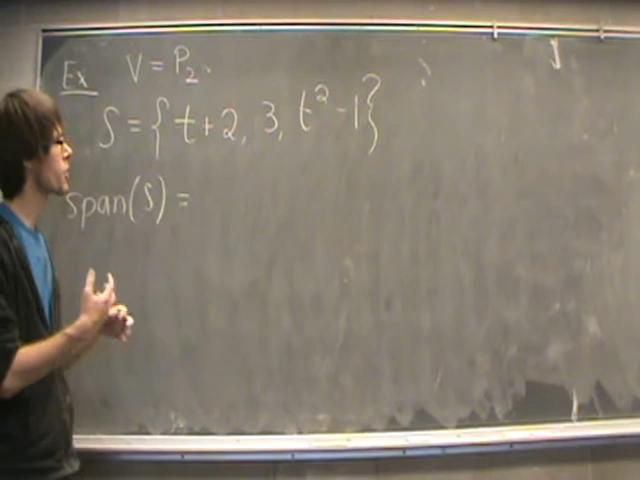 Ex V = P₂
S = {t + 2, 3, t² - 1}
span(S) =